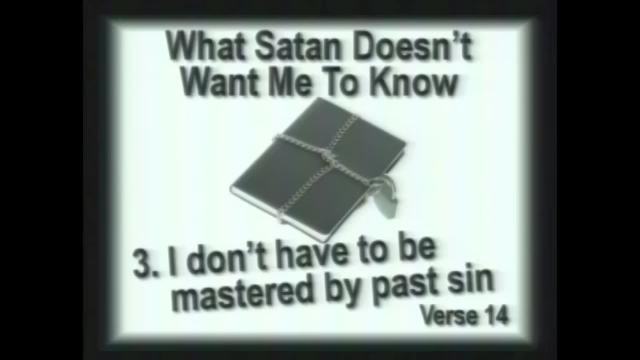 What Satan Doesn't
Want Me To Know
3. I don't have to be
mastered by past sin
Verse 14